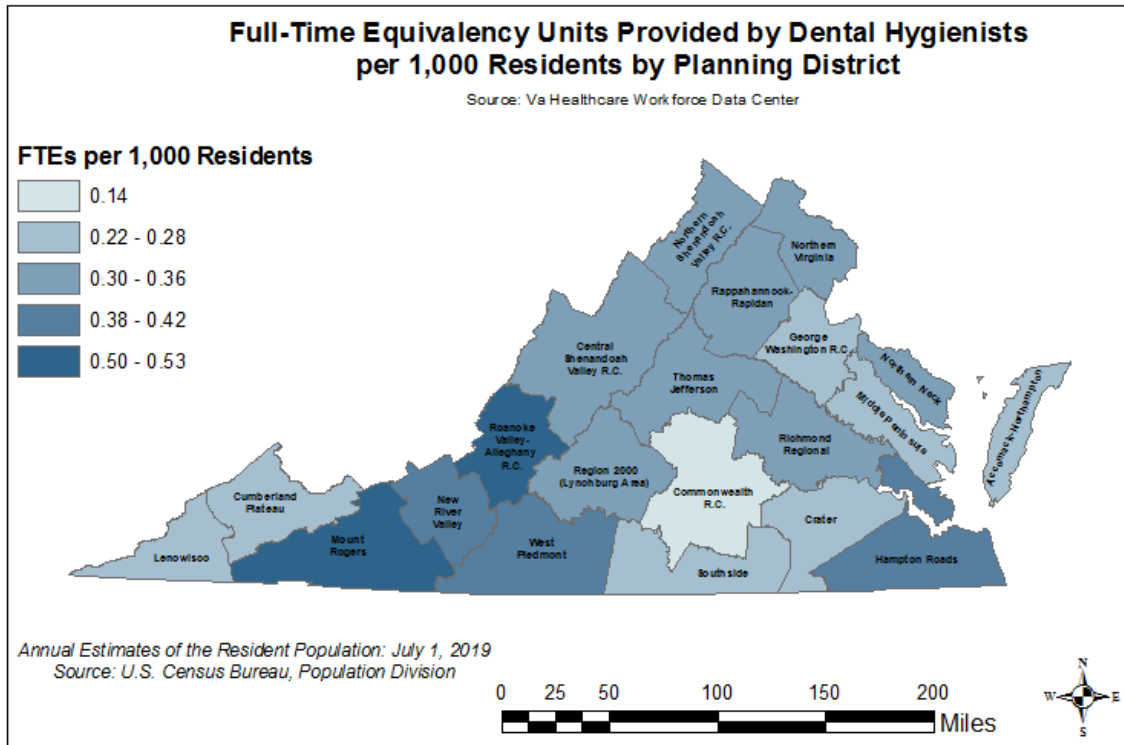 Full-Time Equivalency Units Provided by Dental Hygienists
per 1,000 Residents by Planning District
Source: Va Healthcare Workforce Data Center
FTEs per 1,000 Residents
0.14
0.22 - 0.28
0.30 - 0.36
0.38 - 0.42
0.50 - 0.53
Northern
Shenandoah
Valley R.C.
Northern
Virginia
Rappahannock-
Rapidan
George
Washington R.C.
Central
Shenandoah
Valley R.C.
Northern Neck
Thomas
Jefferson
Middle Peninsula
Accomack-Northampton
Roanoke
Valley-
Alleghany
R.C.
Richmond
Regional
Region 2000
(Lynchburg Area)
Commonwealth
R.C.
Cumberland
Plateau
New
River
Valley
Crater
Mount
Rogers
West
Piedmont
Lenowisco
Southside
Hampton Roads
Annual Estimates of the Resident Population: July 1, 2019
Source: U.S. Census Bureau, Population Division
0 25 50 100 150 200
Miles
N
W E
S